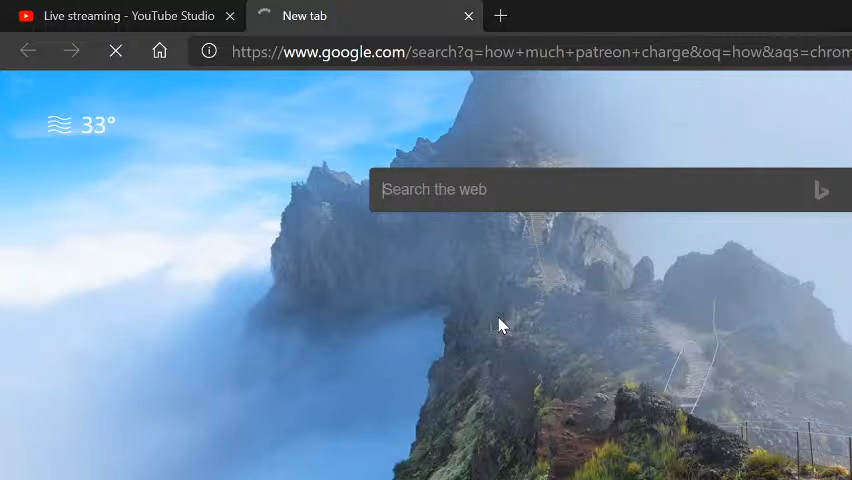 Live streaming - YouTube Studio
New tab
https://www.google.com/search?q=how+much+patreon+charge&oq=how&aqs=chrom
33°
Search the web